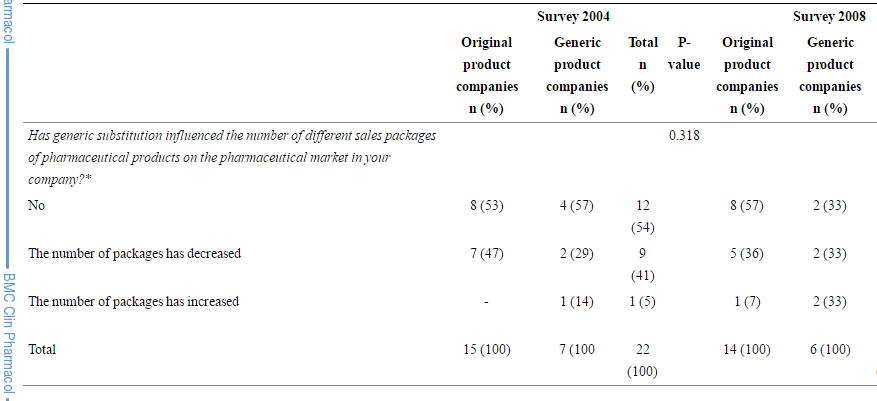 Survey 2004 Survey 2008
Original Generic Total P- Original Generic
product product n value product product
companies companies (%) companies companies
n (%) n (%) n (%) n (%)
Has generic substitution influenced the number of different sales packages 0.318
of pharmaceutical products on the pharmaceutical market in your
company?*
No 8 (53) 4 (57) 12 8 (57) 2 (33)
(54)
The number of packages has decreased 7 (47) 2 (29) 9 5 (36) 2 (33)
(41)
The number of packages has increased - 1 (14) 1 (5) 1 (7) 2 (33)
Total 15 (100) 7 (100 22 14 (100) 6 (100)
(100)
armacol
BMC Clin Pharmacol